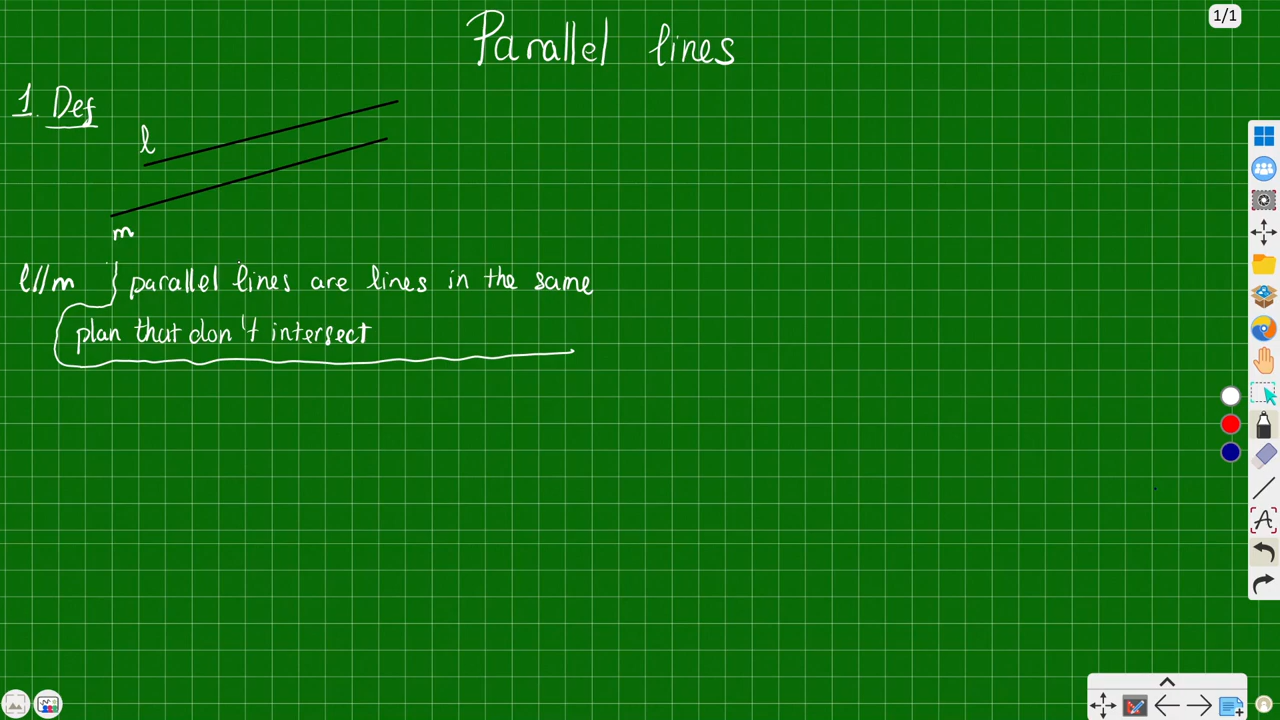 1/1
Parallel lines
1. Def
l
m
l//m } parallel lines are lines in the same
plan that don't intersect